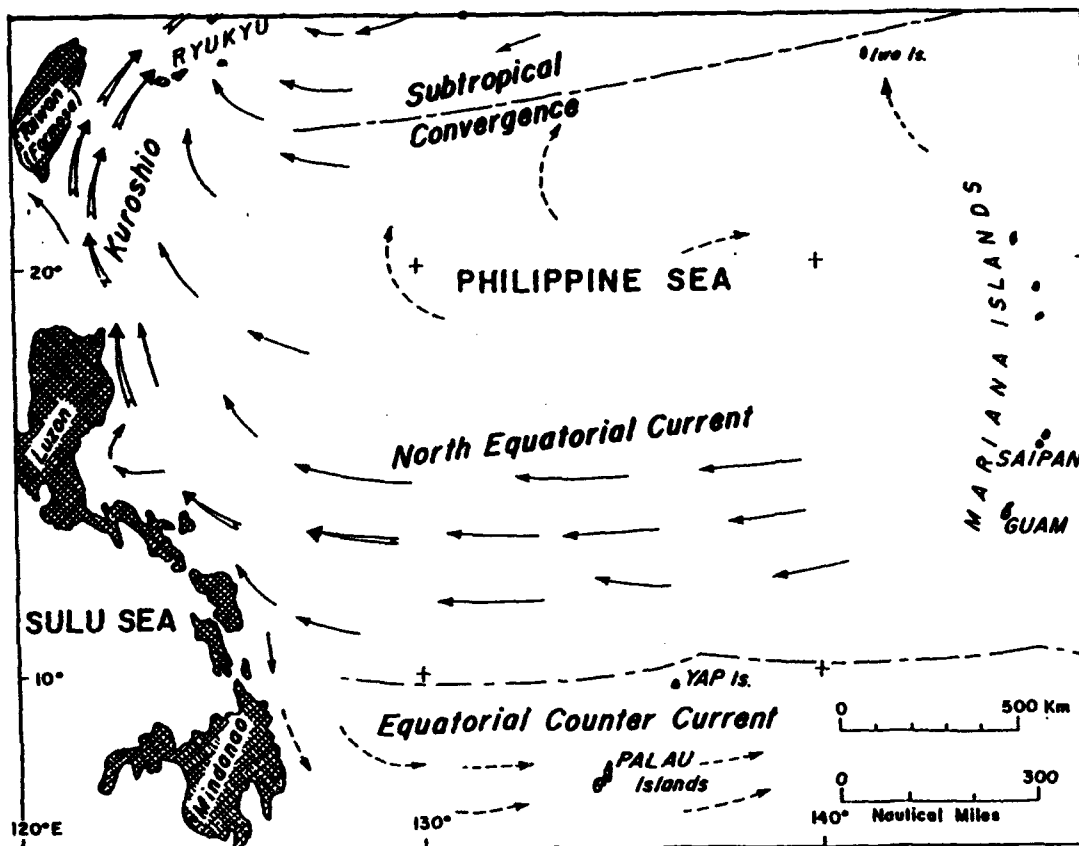 RYUKYU
Iwo Is.
Subtropical
Convergence
Taiwan
(Formosa)
Kuroshio
MARIANA ISLANDS
20°
PHILIPPINE SEA
Luzon
North Equatorial Current
SAIPAN
GUAM
SULU SEA
10°
YAP Is.
0 500 Km
Equatorial Counter Current
PALAU
Islands
0 300
Nautical Miles
Mindanao
120°E
130°
140°